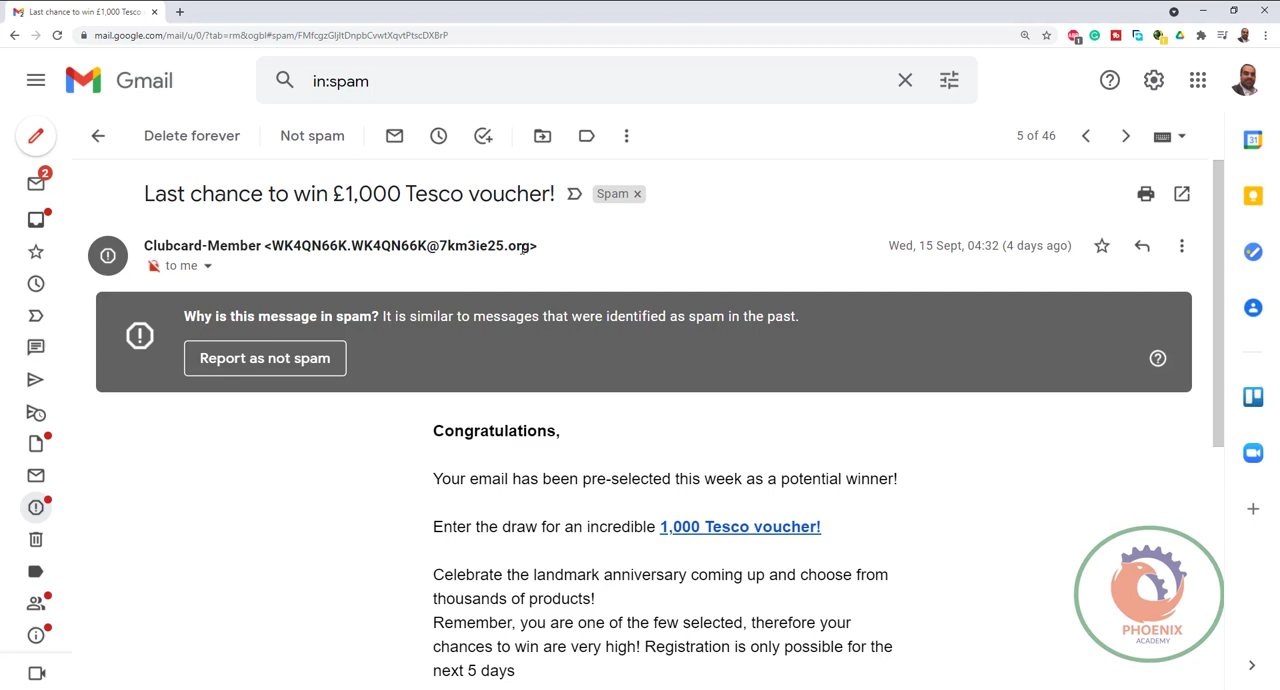 Last chance to win £1,000 Tesco
mail.google.com/mail/u/0/?tab=rm&ogbl#spam/FMfcgzGljitDnpbCvwtXqvtPtscDXBrP
Gmail
in:spam
Delete forever
Not spam
5 of 46
2
Last chance to win £1,000 Tesco voucher!
Spam
Clubcard-Member <WK4QN66K.WK4QN66K@7km3ie25.org>
Wed, 15 Sept, 04:32 (4 days ago)
to me
Why is this message in spam? It is similar to messages that were identified as spam in the past.
Report as not spam
Congratulations,
Your email has been pre-selected this week as a potential winner!
Enter the draw for an incredible 1,000 Tesco voucher!
Celebrate the landmark anniversary coming up and choose from
thousands of products!
Remember, you are one of the few selected, therefore your
chances to win are very high! Registration is only possible for the
next 5 days
31
PHOENIX
ACADEMY